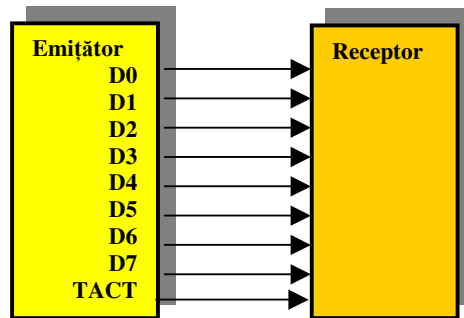 Emițător
Receptor
D0
D1
D2
D3
D4
D5
D6
D7
TACT